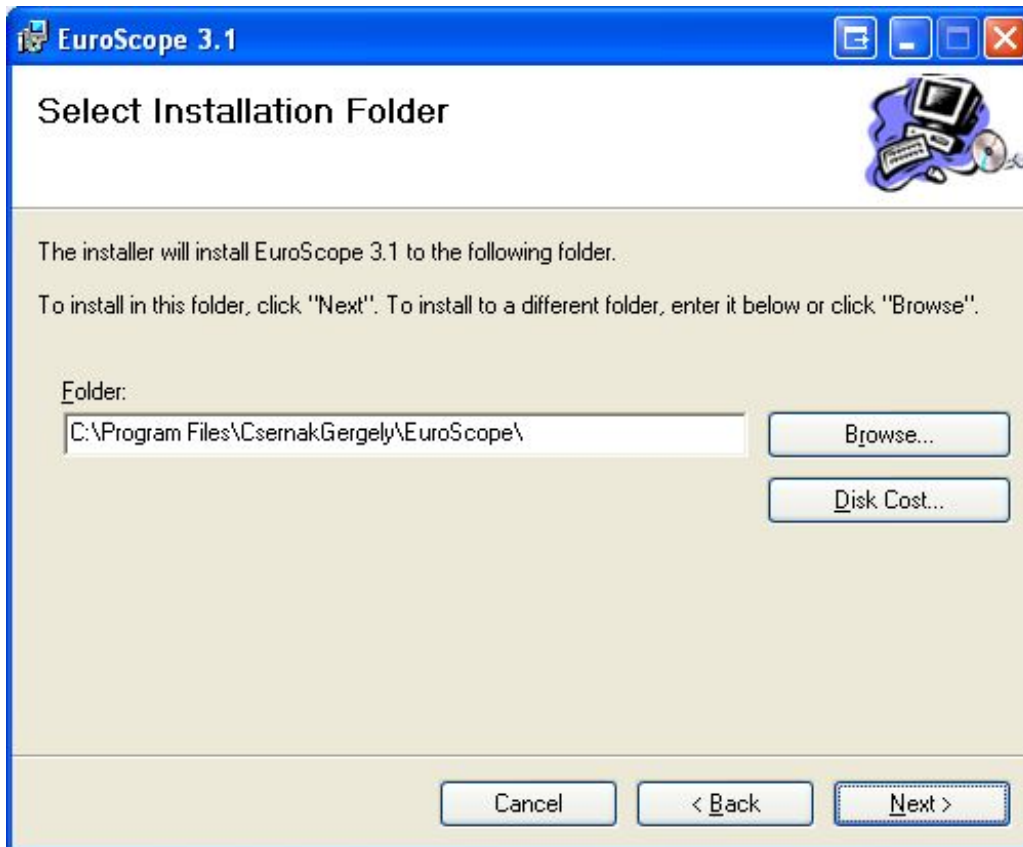 EuroScope 3.1
Select Installation Folder
The installer will install EuroScope 3.1 to the following folder.
To install in this folder, click "Next". To install to a different folder, enter it below or click "Browse".
Folder:
C:\Program Files\CsernakGergely\EuroScope\
Browse...
Disk Cost...
Cancel
< Back
Next >